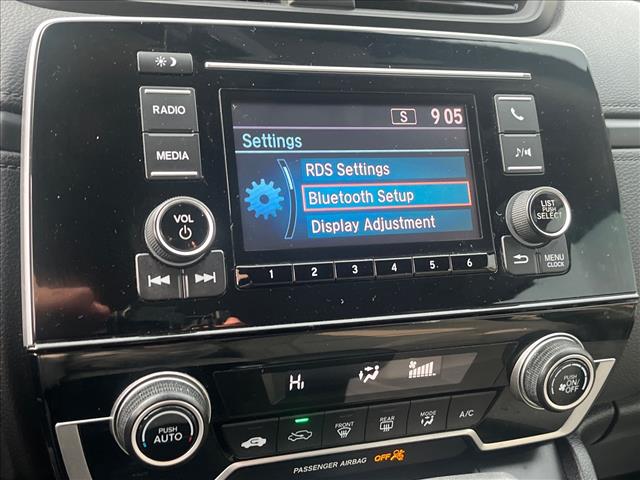 RADIO
MEDIA
VOL
S 9 05
Settings
RDS Settings
Bluetooth Setup
Display Adjustment
1 2 3 4 5 6
LIST
PUSH
SELECT
MENU
CLOCK
Hi
PUSH
AUTO
FRONT
REAR
MODE
A/C
PUSH
ON/OFF
PASSENGER AIRBAG OFF